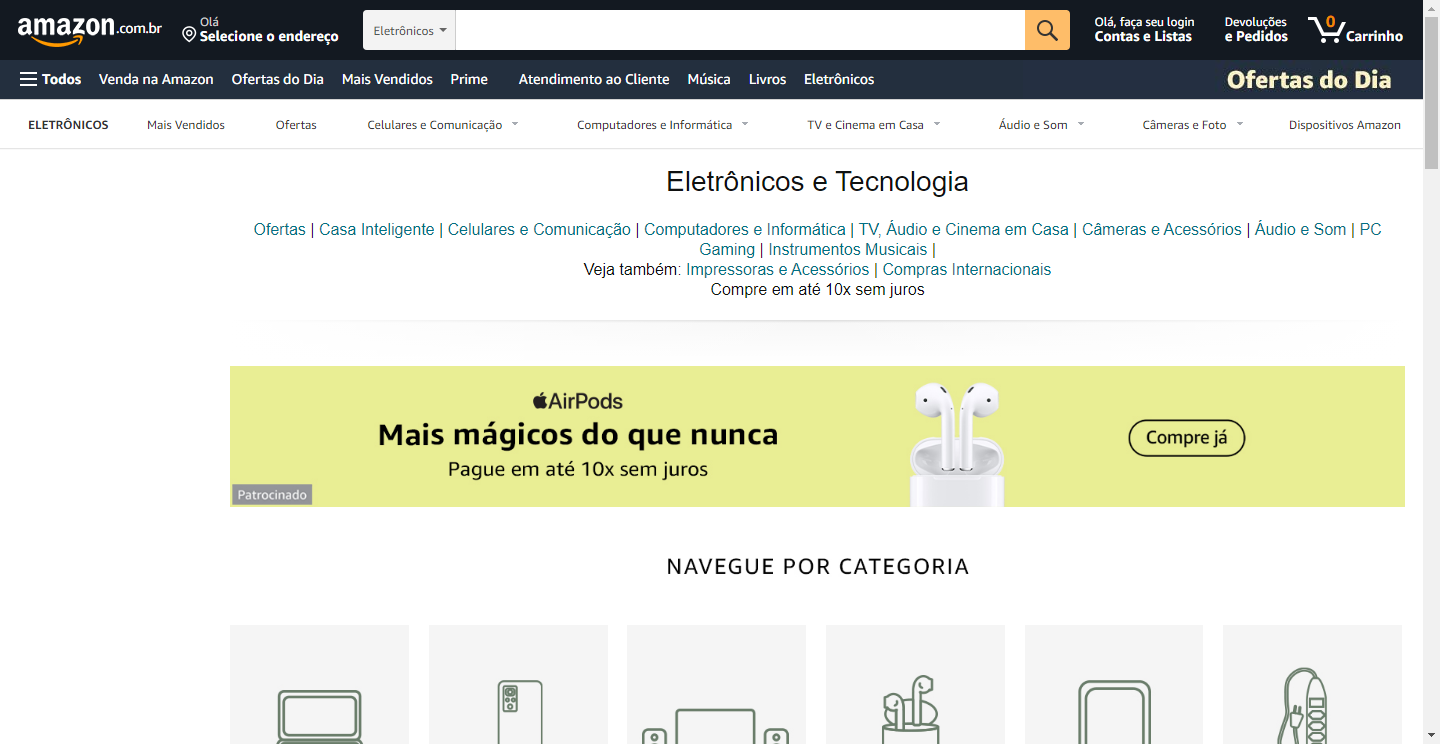 amazon.com.br
Olá
Selecione o endereço
Eletrônicos
Olá, faça seu login
Contas e Listas
Devoluções
e Pedidos
0
Carrinho
Todos Venda na Amazon Ofertas do Dia Mais Vendidos Prime Atendimento ao Cliente Música Livros Eletrônicos
Ofertas do Dia
ELETRÔNICOS Mais Vendidos Ofertas Celulares e Comunicação Computadores e Informática TV e Cinema em Casa Áudio e Som Câmeras e Foto Dispositivos Amazon
Eletrônicos e Tecnologia
Ofertas | Casa Inteligente | Celulares e Comunicação | Computadores e Informática | TV, Áudio e Cinema em Casa | Câmeras e Acessórios | Áudio e Som | PC
Gaming | Instrumentos Musicais |
Veja também: Impressoras e Acessórios | Compras Internacionais
Compre em até 10x sem juros
AirPods
Mais mágicos do que nunca
Pague em até 10x sem juros
Compre já
Patrocinado
NAVEGUE POR CATEGORIA